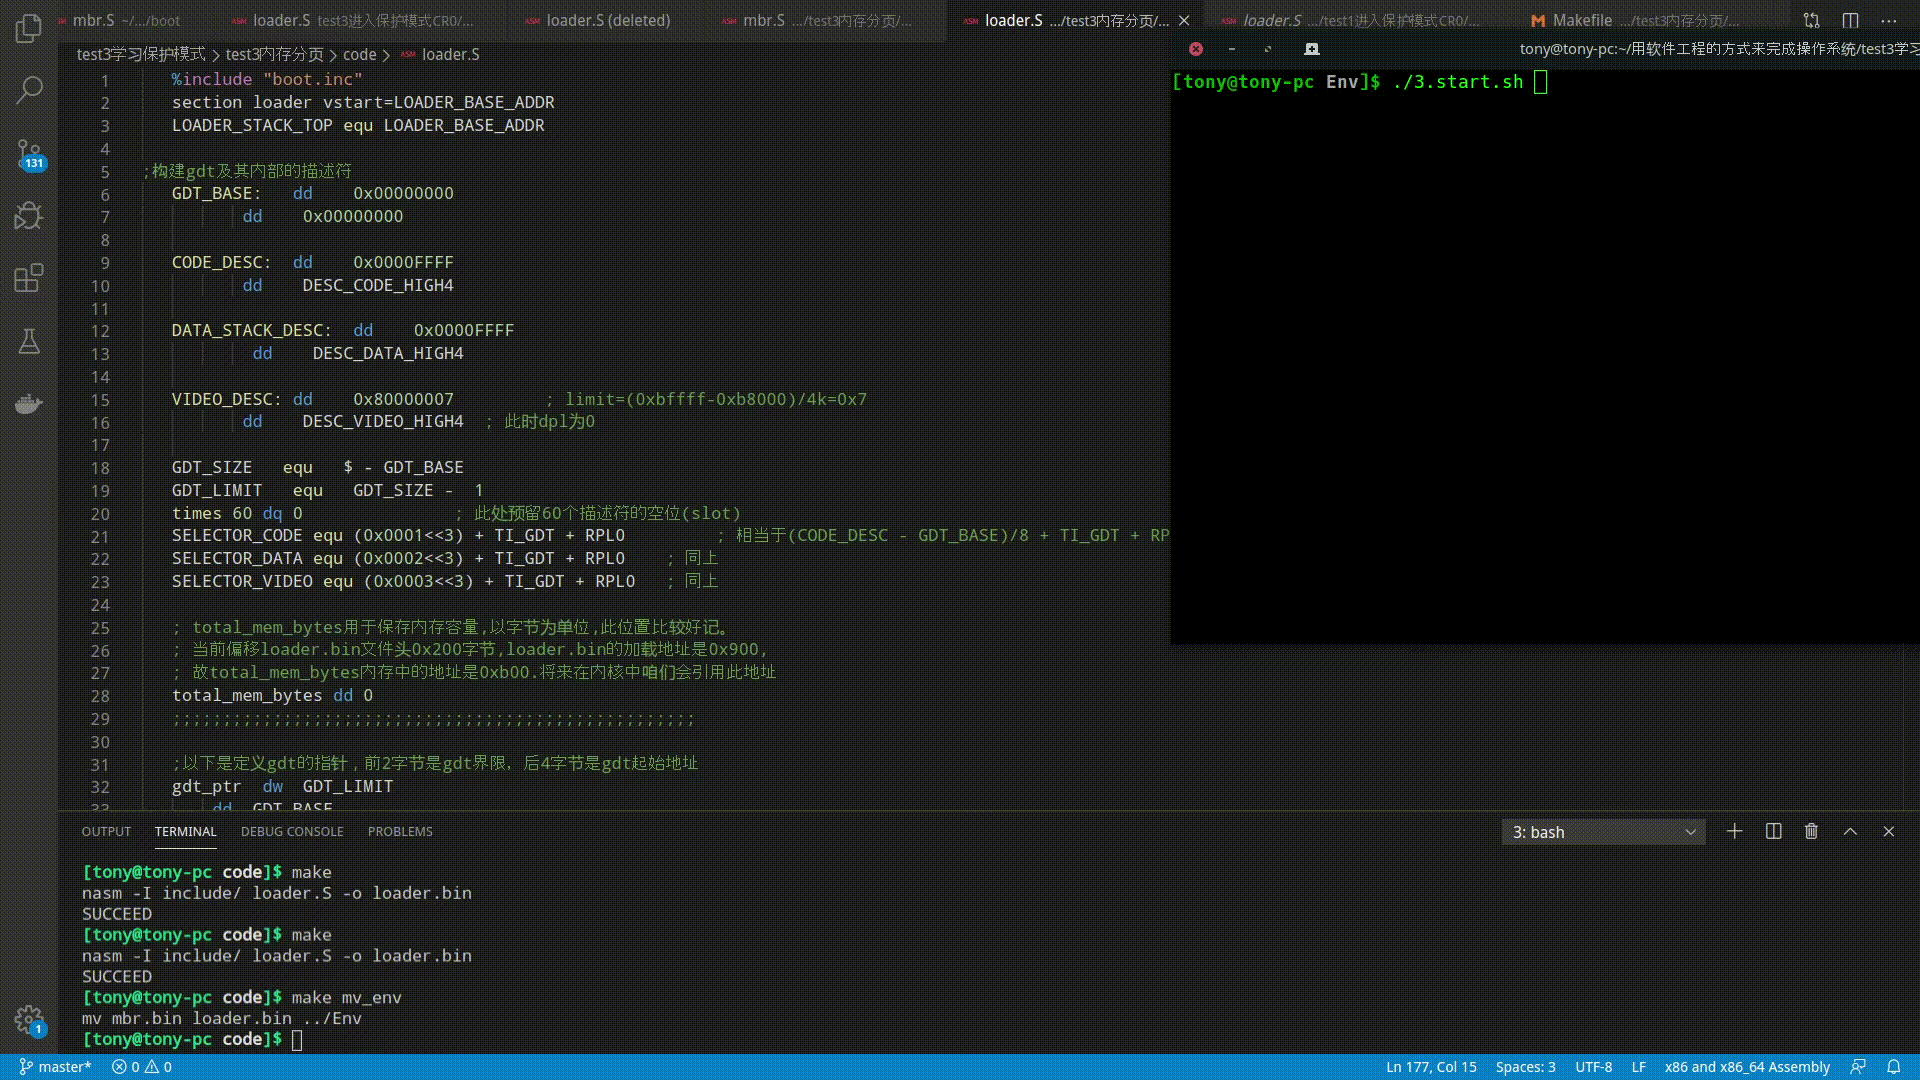 mbr.S ~/.../boot
loader.S test3进入保护模式CR0/...
loader.S (deleted)
mbr.S .../test3内存分页/...
loader.S .../test3内存分页/...
loader.S .../test1进入保护模式CR0/...
Makefile .../test3内存分页/...
test3学习保护模式 > test3内存分页 > code > loader.S
tony@tony-pc:~/用软件工程的方式来完成操作系统/test3学习
[tony@tony-pc Env]$ ./3.start.sh
131
1 %include "boot.inc"
2 section loader vstart=LOADER_BASE_ADDR
3 LOADER_STACK_TOP equ LOADER_BASE_ADDR
4
5 ;构建gdt及其内部的描述符
6 GDT_BASE: dd 0x00000000
7 dd 0x00000000
8
9 CODE_DESC: dd 0x0000FFFF
10 dd DESC_CODE_HIGH4
11
12 DATA_STACK_DESC: dd 0x0000FFFF
13 dd DESC_DATA_HIGH4
14
15 VIDEO_DESC: dd 0x80000007 ; limit=(0xbffff-0xb8000)/4k=0x7
16 dd DESC_VIDEO_HIGH4 ; 此时dpl为0
17
18 GDT_SIZE equ $ - GDT_BASE
19 GDT_LIMIT equ GDT_SIZE - 1
20 times 60 dq 0 ; 此处预留60个描述符的空位(slot)
21 SELECTOR_CODE equ (0x0001<<3) + TI_GDT + RPL0 ; 相当于(CODE_DESC - GDT_BASE)/8 + TI_GDT + RP
22 SELECTOR_DATA equ (0x0002<<3) + TI_GDT + RPL0 ; 同上
23 SELECTOR_VIDEO equ (0x0003<<3) + TI_GDT + RPL0 ; 同上
24
25 ; total_mem_bytes用于保存内存容量,以字节为单位,此位置比较好记。
26 ; 当前偏移loader.bin文件头0x200字节,loader.bin的加载地址是0x900,
27 ; 故total_mem_bytes内存中的地址是0xb00.将来在内核中咱们会引用此地址
28 total_mem_bytes dd 0
29 ;;;;;;;;;;;;;;;;;;;;;;;;;;;;;;;;;;;;;;;;;;;;;;;;;;;;
30
31 ;以下是定义gdt的指针，前2字节是gdt界限，后4字节是gdt起始地址
32 gdt_ptr dw GDT_LIMIT
33 dd GDT_BASE
OUTPUT TERMINAL DEBUG CONSOLE PROBLEMS
3: bash
[tony@tony-pc code]$ make
nasm -I include/ loader.S -o loader.bin
SUCCEED
[tony@tony-pc code]$ make
nasm -I include/ loader.S -o loader.bin
SUCCEED
[tony@tony-pc code]$ make mv_env
mv mbr.bin loader.bin ../Env
[tony@tony-pc code]$
1
master* 0 0
Ln 177, Col 15 Spaces: 3 UTF-8 LF x86 and x86_64 Assembly